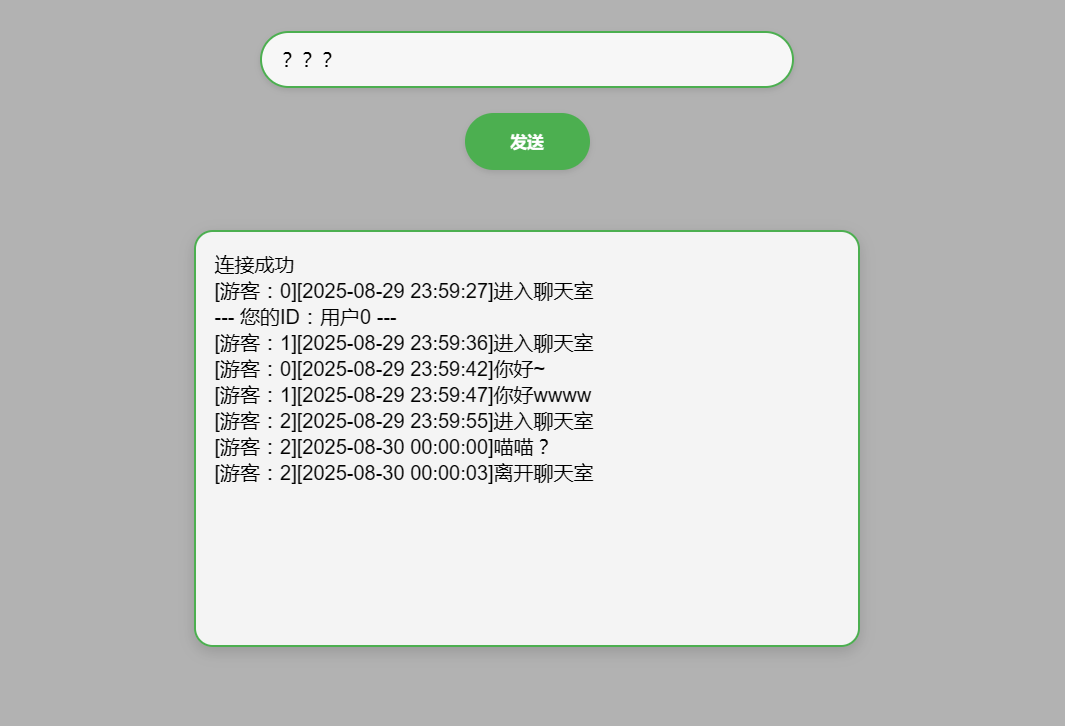 ？？？
发送
连接成功
[游客：0][2025-08-29 23:59:27]进入聊天室
--- 您的ID：用户0 ---
[游客：1][2025-08-29 23:59:36]进入聊天室
[游客：0][2025-08-29 23:59:42]你好~
[游客：1][2025-08-29 23:59:47]你好wwww
[游客：2][2025-08-29 23:59:55]进入聊天室
[游客：2][2025-08-30 00:00:00]喵喵？
[游客：2][2025-08-30 00:00:03]离开聊天室